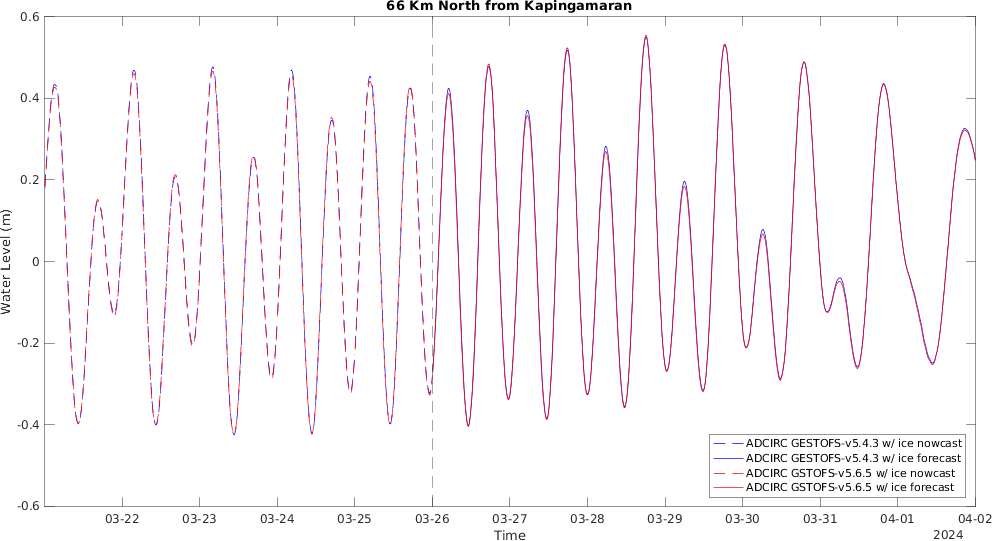 66 Km North from Kapingamaran
0.6
0.4
0.2
0
-0.2
-0.4
-0.6
Water Level (m)
ADCIRC GESTOFS-v5.4.3 w/ ice nowcast
ADCIRC GESTOFS-v5.4.3 w/ ice forecast
ADCIRC GSTOFS-v5.6.5 w/ ice nowcast
ADCIRC GSTOFS-v5.6.5 w/ ice forecast
03-22 03-23 03-24 03-25 03-26 03-27 03-28 03-29 03-30 03-31 04-01 04-02
Time
2024